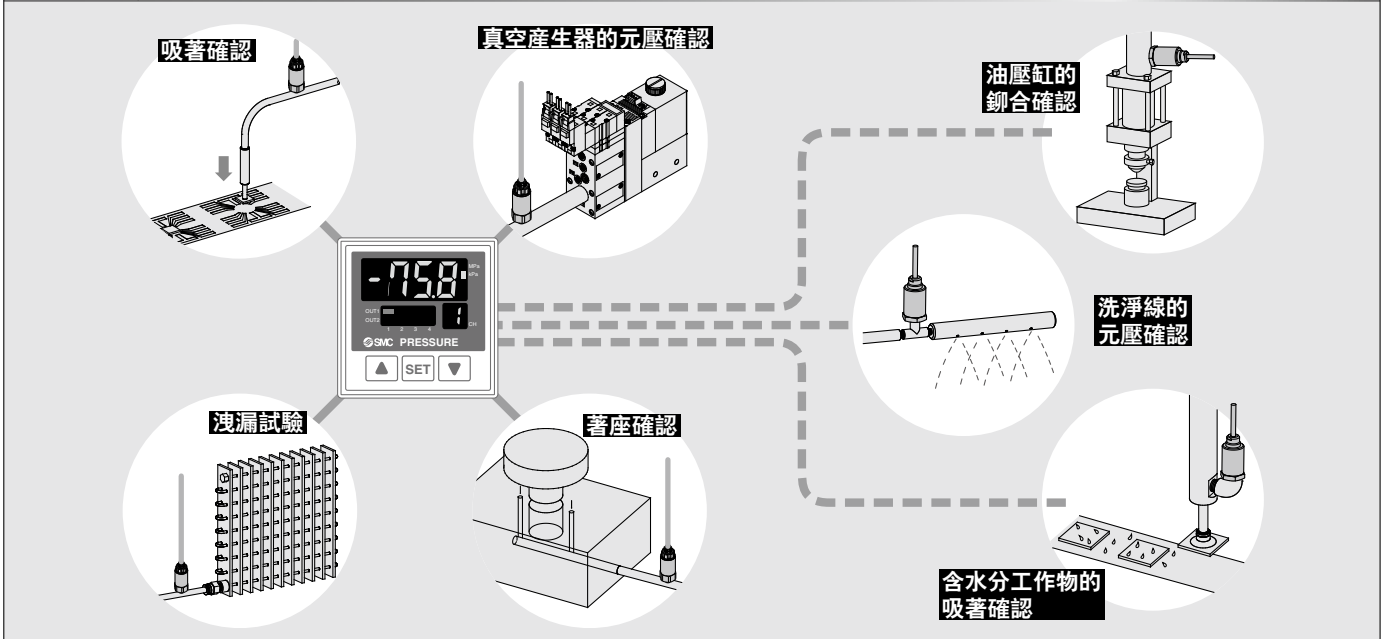 吸著確認
真空産生器的元壓確認
油壓缸的
鉚合確認
-75.8
MPa
kPa
OUT1
OUT2
1 2 3 4
1
CH
SMC PRESSURE
SET
洗淨線的
元壓確認
洩漏試驗
著座確認
含水分工作物的
吸著確認